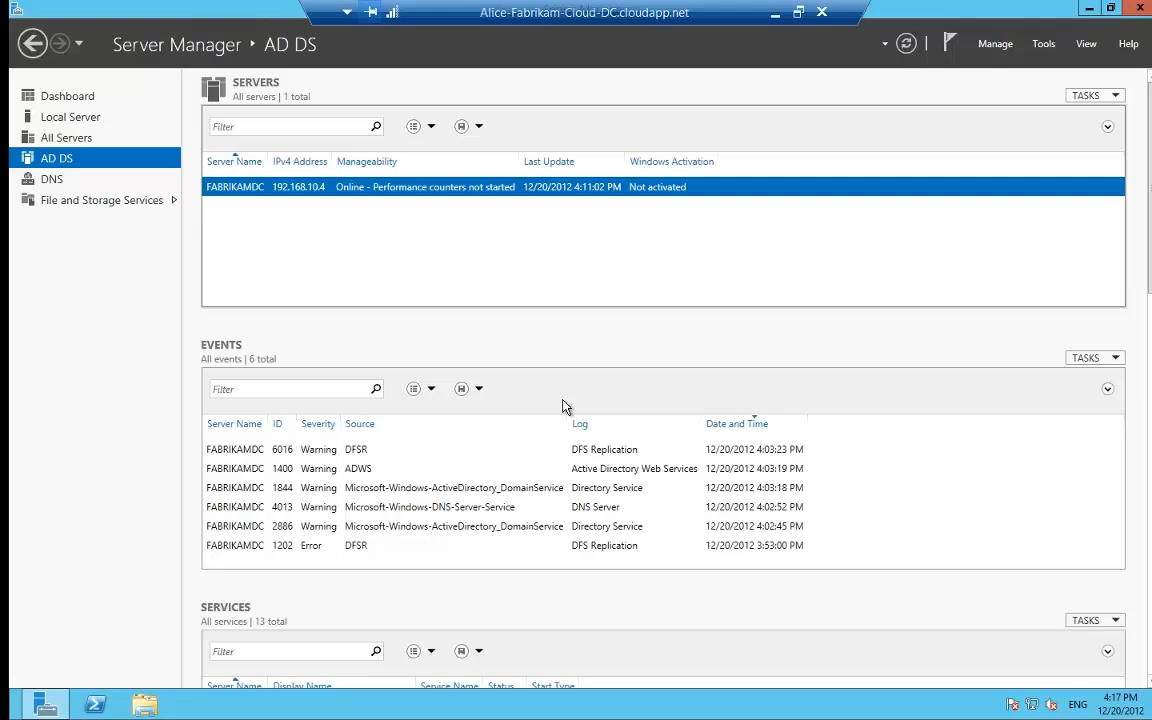 Alice-Fabrikam-Cloud-DC.cloudapp.net
Server Manager ‣ AD DS
Manage Tools View Help
Dashboard
Local Server
All Servers
AD DS
DNS
File and Storage Services
SERVERS
All servers | 1 total
TASKS
Filter
Server Name IPv4 Address Manageability Last Update Windows Activation
FABRIKAMDC 192.168.10.4 Online - Performance counters not started 12/20/2012 4:11:02 PM Not activated
EVENTS
All events | 6 total
TASKS
Filter
Server Name ID Severity Source Log Date and Time
FABRIKAMDC 6016 Warning DFSR DFS Replication 12/20/2012 4:03:23 PM
FABRIKAMDC 1400 Warning ADWS Active Directory Web Services 12/20/2012 4:03:19 PM
FABRIKAMDC 1844 Warning Microsoft-Windows-ActiveDirectory_DomainService Directory Service 12/20/2012 4:03:18 PM
FABRIKAMDC 4013 Warning Microsoft-Windows-DNS-Server-Service DNS Server 12/20/2012 4:02:52 PM
FABRIKAMDC 2886 Warning Microsoft-Windows-ActiveDirectory_DomainService Directory Service 12/20/2012 4:02:45 PM
FABRIKAMDC 1202 Error DFSR DFS Replication 12/20/2012 3:53:00 PM
SERVICES
All services | 13 total
TASKS
Filter
Server Name Display Name Service Name Status Start Type
ENG
4:17 PM
12/20/2012